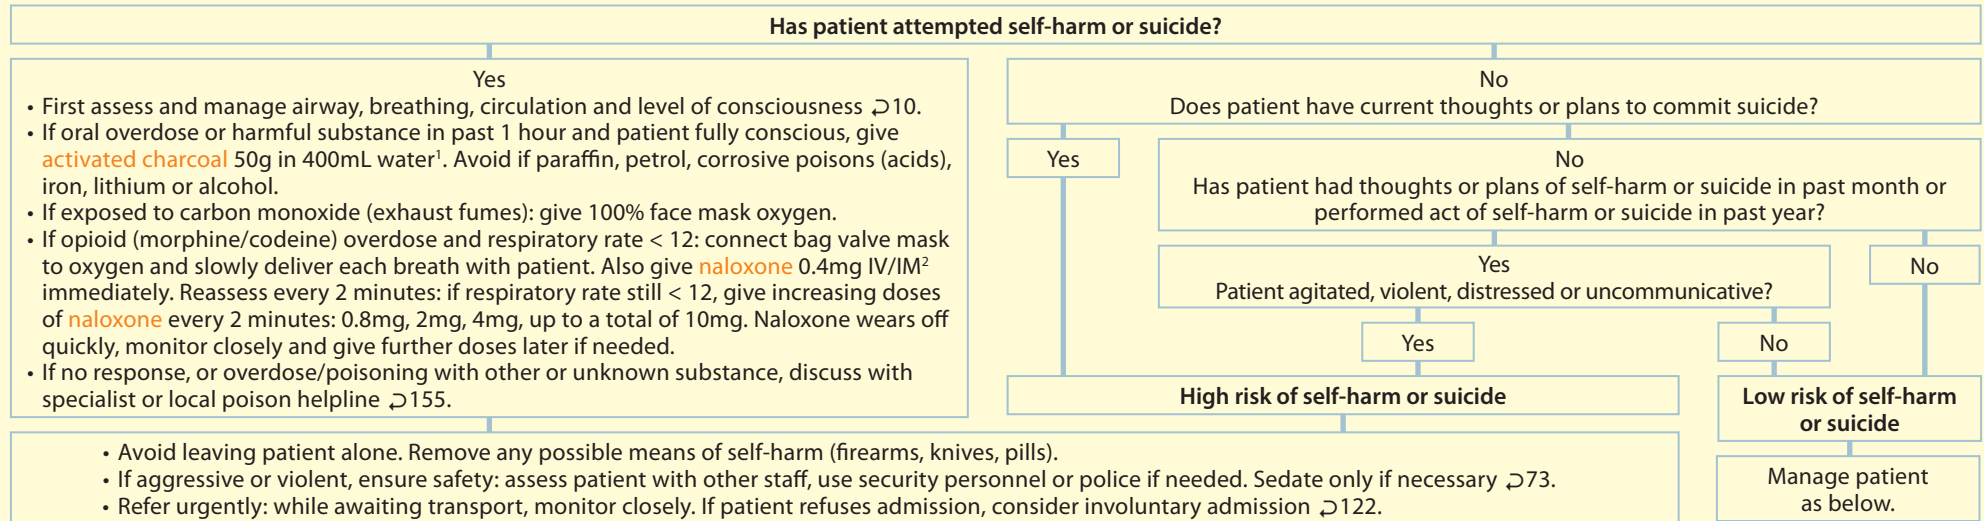 Has patient attempted self-harm or suicide?
Yes
• First assess and manage airway, breathing, circulation and level of consciousness ⮌10.
• If oral overdose or harmful substance in past 1 hour and patient fully conscious, give
activated charcoal 50g in 400mL water¹. Avoid if paraffin, petrol, corrosive poisons (acids),
iron, lithium or alcohol.
• If exposed to carbon monoxide (exhaust fumes): give 100% face mask oxygen.
• If opioid (morphine/codeine) overdose and respiratory rate < 12: connect bag valve mask
to oxygen and slowly deliver each breath with patient. Also give naloxone 0.4mg IV/IM²
immediately. Reassess every 2 minutes: if respiratory rate still < 12, give increasing doses
of naloxone every 2 minutes: 0.8mg, 2mg, 4mg, up to a total of 10mg. Naloxone wears off
quickly, monitor closely and give further doses later if needed.
• If no response, or overdose/poisoning with other or unknown substance, discuss with
specialist or local poison helpline ⮌155.
No
Does patient have current thoughts or plans to commit suicide?
Yes
No
Has patient had thoughts or plans of self-harm or suicide in past month or
performed act of self-harm or suicide in past year?
Yes
Patient agitated, violent, distressed or uncommunicative?
No
Yes
No
High risk of self-harm or suicide
Low risk of self-harm
or suicide
• Avoid leaving patient alone. Remove any possible means of self-harm (firearms, knives, pills).
• If aggressive or violent, ensure safety: assess patient with other staff, use security personnel or police if needed. Sedate only if necessary ⮌73.
• Refer urgently: while awaiting transport, monitor closely. If patient refuses admission, consider involuntary admission ⮌122.
Manage patient
as below.